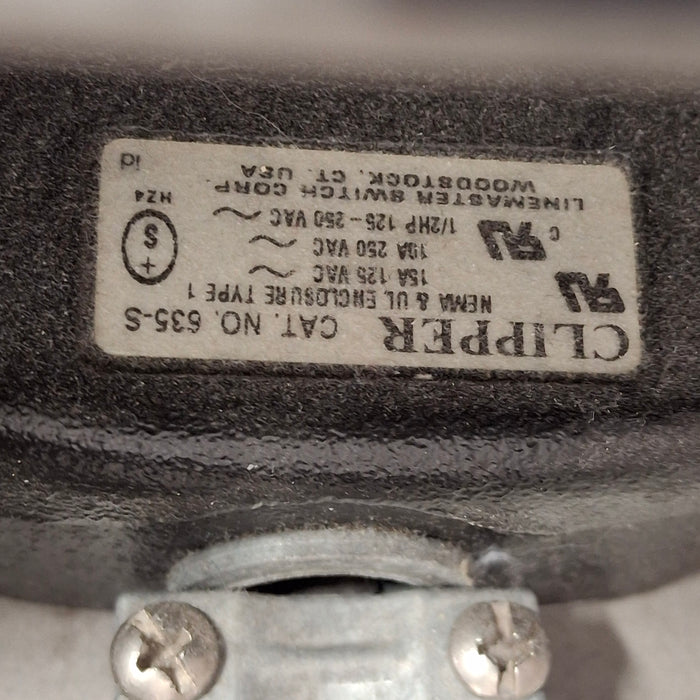 CLIPPER CAT. NO. 635-S
NEMA & UL ENCLOSURE TYPE 1
15A 125 VAC
10A 250 VAC
C 1/2HP 125-250 VAC
LINEMASTER SWITCH CORP.
WOODSTOCK, CT. USA
+
S
HZ4
id